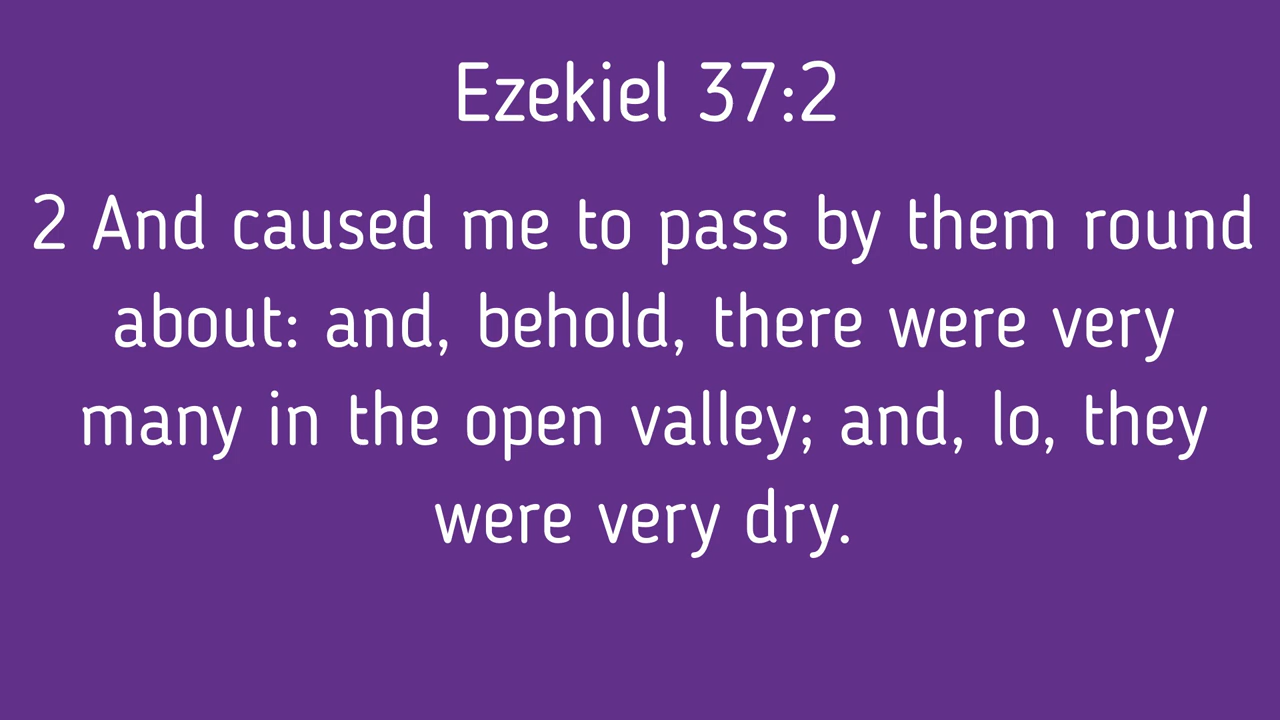 Ezekiel 37:2
2 And caused me to pass by them round
about: and, behold, there were very
many in the open valley; and, lo, they
were very dry.